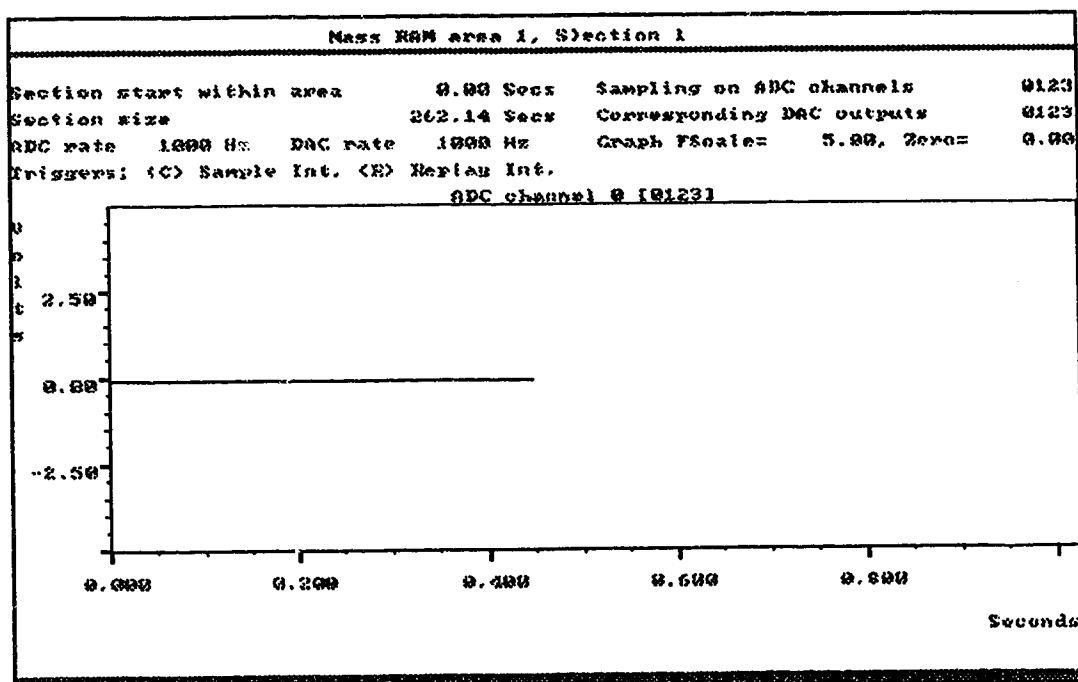 Mass RAM area 1, S)ection 1
Section start within area 0.00 Secs Sampling on ADC channels 0123
Section size 262.14 Secs Corresponding DAC outputs 0123
ADC rate 1000 Hz DAC rate 1000 Hz Graph FScale= 5.00, Zero= 0.00
Triggers: <C> Sample Int. <R> Replay Int.
ADC channel 0 [0123]
Units
2.50
0.00
-2.50
0.000 0.200 0.400 0.600 0.800
Seconds